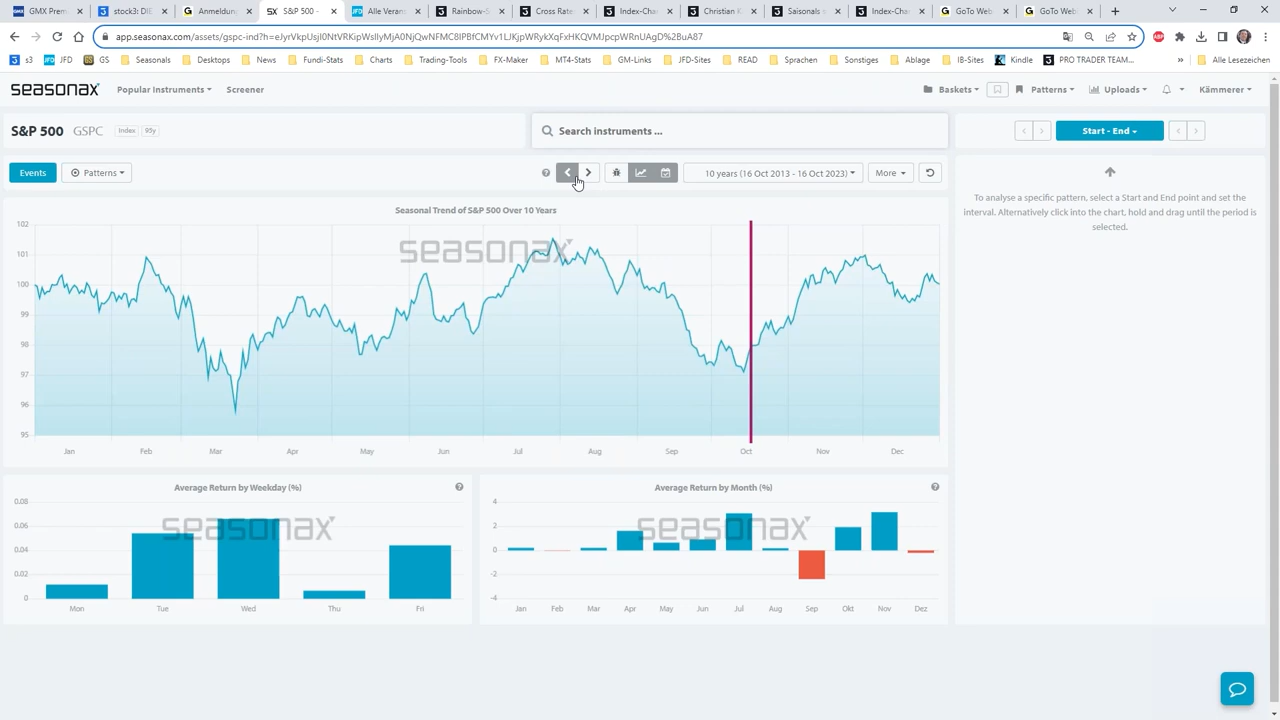 GMX Prem
stock3: DI
Anmeldung
S&P 500 -
Alle Veran
Rainbow-S
Cross Rate
Index-Cha
Christian K
Saisals s
Index-Cha
GoTo Web
GoTo Web
app.seasonax.com/assets/gspc-ind?h=
s3
JFD
GS
Seasonals
Desktops
News
Fundi-Stats
Charts
Trading-Tools
FX-Maker
MT4-Stats
GM-Links
JFD-Sites
READ
Sprachen
Sonstiges
Ablage
IB-Sites
Kindle
PRO TRADER TEAM...
»
Alle Lesezeichen
seasonax
Popular Instruments
Screener
Baskets
Patterns
Uploads
Kämmerer
S&P 500 GSPC Index 95y
Search instruments ...
Start - End
Events
Patterns
10 years (16 Oct 2013 - 16 Oct 2023)
More
To analyse a specific pattern, select a Start and End point and set the
interval. Alternatively click into the chart, hold and drag until the period is
selected.
Seasonal Trend of S&P 500 Over 10 Years
seasonax
102
101
100
99
98
97
96
95
Jan Feb Mar Apr May Jun Jul Aug Sep Oct Nov Dec
Average Return by Weekday (%)
seasonax
0.08
0.06
0.04
0.02
0
Mon Tue Wed Thu Fri
Average Return by Month (%)
seasonax
4
2
0
-2
-4
Jan Feb Mar Apr May Jun Jul Aug Sep Okt Nov Dez